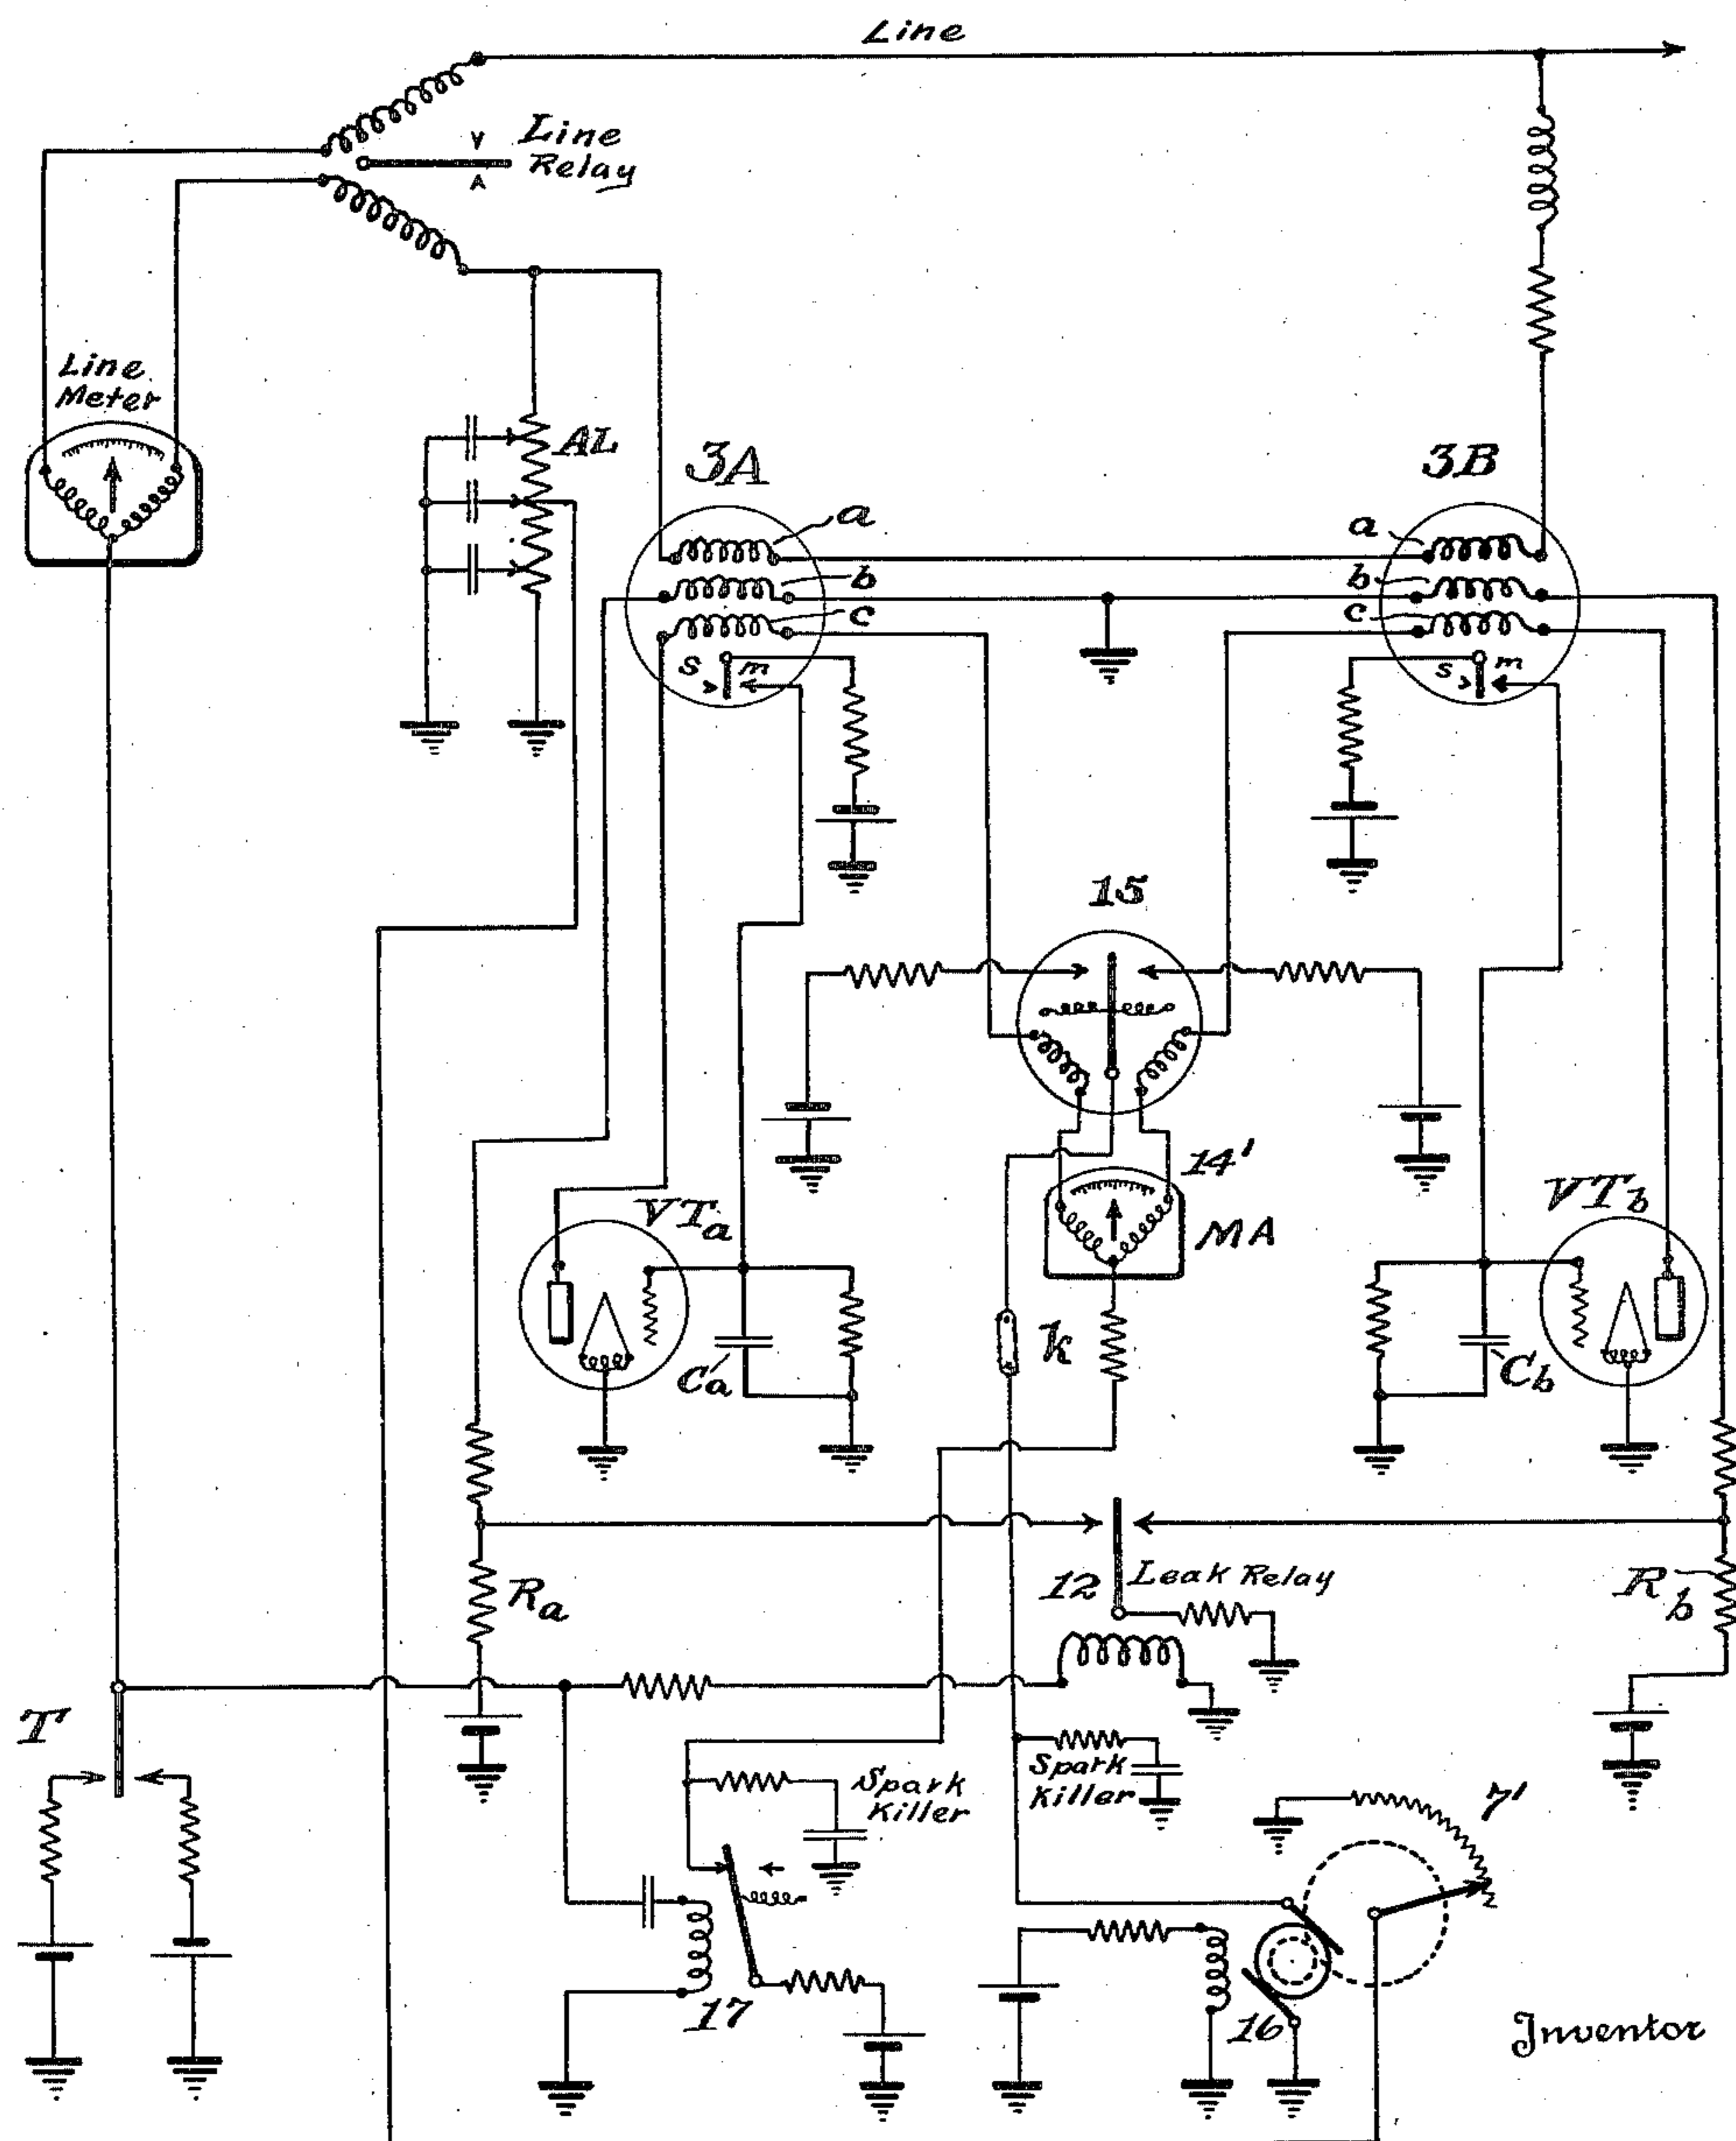 Line
Line
Relay
Line
Meter
AL
3A
3B
a
a
b
b
c
c
s m
s m
15
14'
VTa
VTb
MA
k
Ca
Cb
12 Leak Relay
Ra
Rb
T
Spark
Killer
Spark
Killer
7'
17
16
Inventor